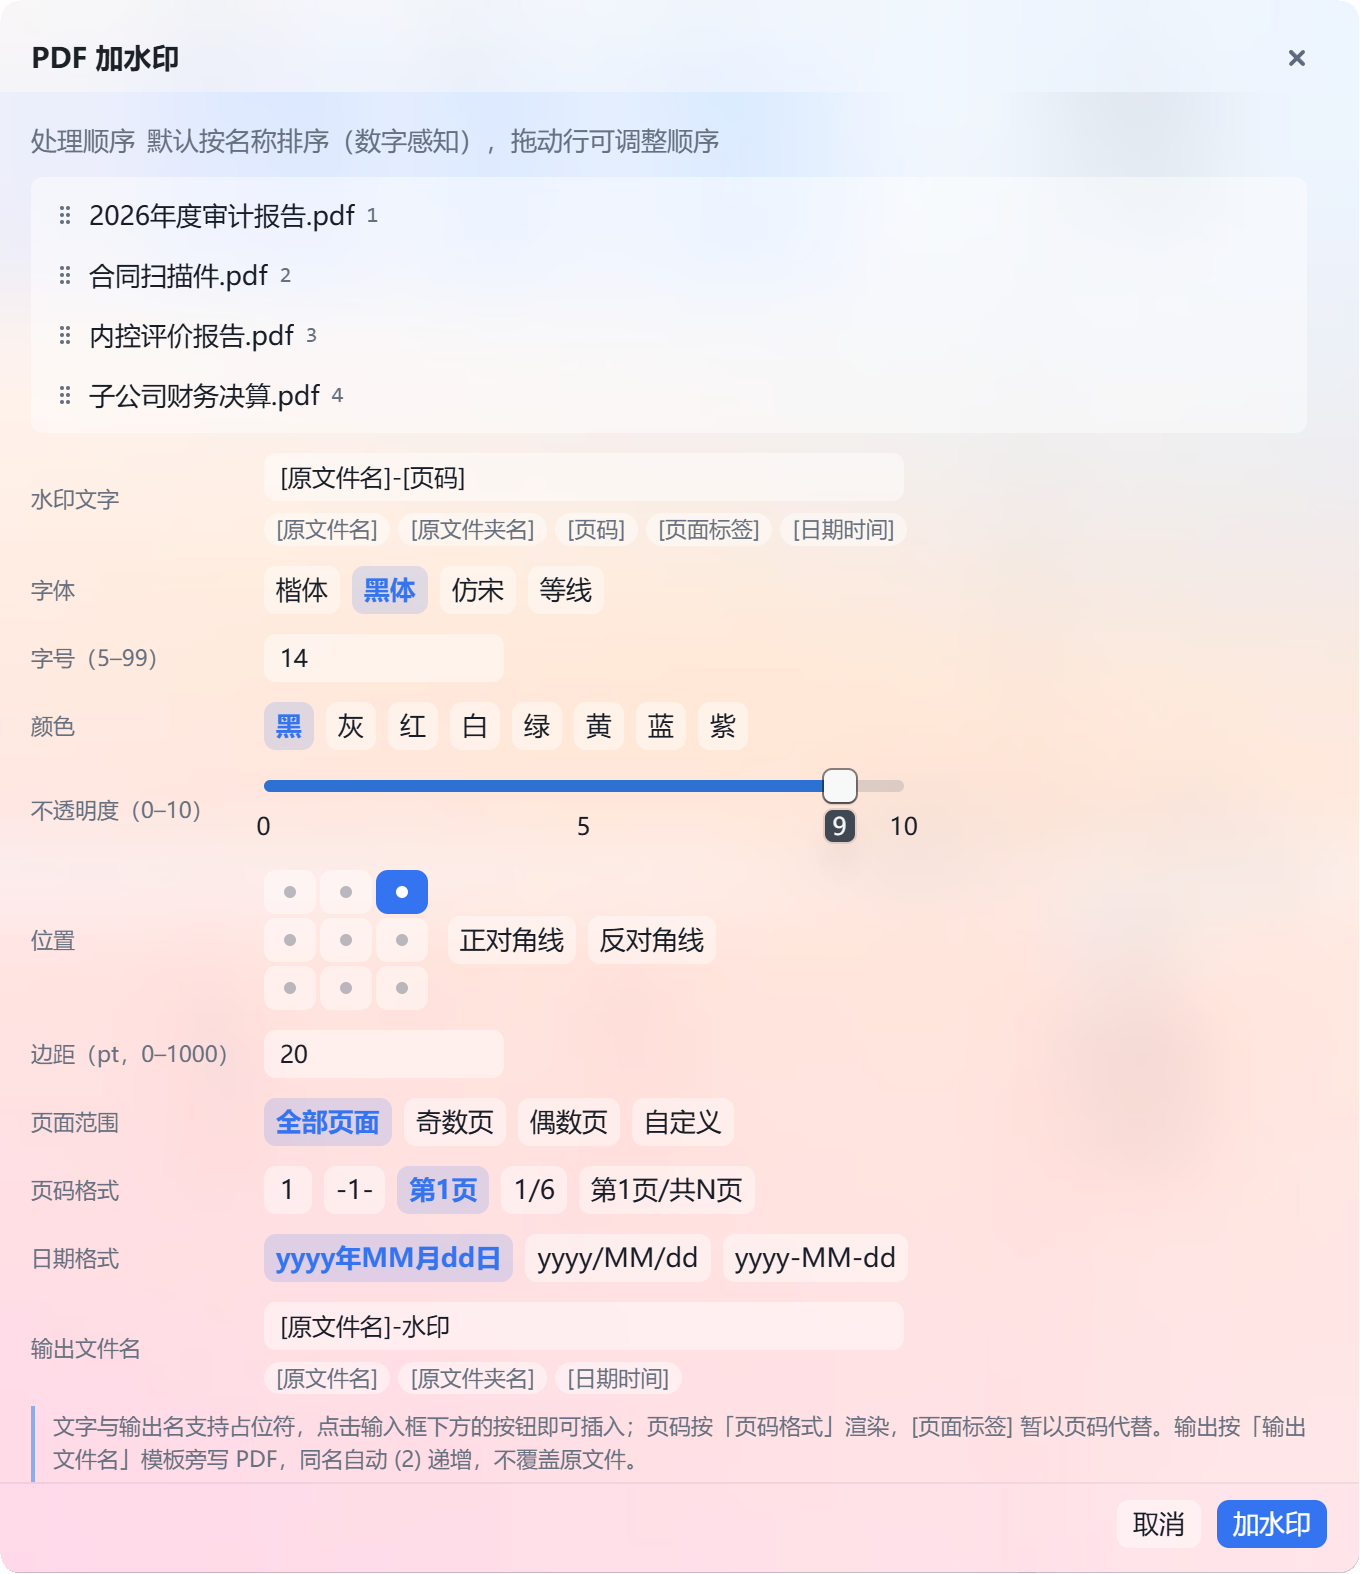 PDF 加水印
处理顺序 默认按名称排序（数字感知），拖动行可调整顺序
2026年度审计报告.pdf 1
合同扫描件.pdf 2
内控评价报告.pdf 3
子公司财务决算.pdf 4
水印文字
[原文件名]-[页码]
[原文件名] [原文件夹名] [页码] [页面标签] [日期时间]
字体 楷体 黑体 仿宋 等线
字号（5–99） 14
颜色 黑 灰 红 白 绿 黄 蓝 紫
不透明度（0–10）
0 5 9 10
位置 正对角线 反对角线
边距（pt，0–1000） 20
页面范围 全部页面 奇数页 偶数页 自定义
页码格式 1 -1- 第1页 1/6 第1页/共N页
日期格式 yyyy年MM月dd日 yyyy/MM/dd yyyy-MM-dd
输出文件名
[原文件名]-水印
[原文件名] [原文件夹名] [日期时间]
文字与输出名支持占位符，点击输入框下方的按钮即可插入；页码按「页码格式」渲染，[页面标签] 暂以页码代替。输出按「输出
文件名」模板旁写 PDF，同名自动 (2) 递增，不覆盖原文件。
取消 加水印